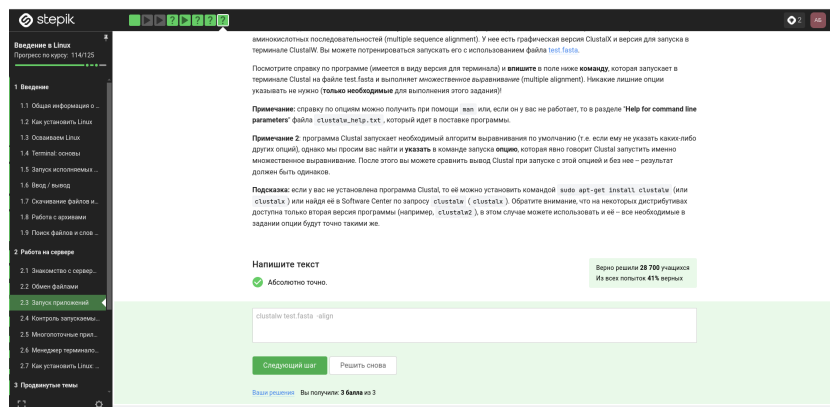 stepik
2
АБ
Введение в Linux
Прогресс по курсу: 114/125
1 Введение
1.1 Общая информация о ...
1.2 Как установить Linux
1.3 Осваиваем Linux
1.4 Terminal: основы
1.5 Запуск исполняемых ...
1.6 Ввод / вывод
1.7 Скачивание файлов и...
1.8 Работа с архивами
1.9 Поиск файлов и слов ...
2 Работа на сервере
2.1 Знакомство с сервер...
2.2 Обмен файлами
2.3 Запуск приложений
2.4 Контроль запускаемы...
2.5 Многопоточные прил...
2.6 Менеджер терминало...
2.7 Как установить Linux: ...
3 Продвинутые темы
аминокислотных последовательностей (multiple sequence alignment). У нее есть графическая версия ClustalX и версия для запуска в
терминале ClustalW. Вы можете потренироваться запускать его с использованием файла test.fasta.
Посмотрите справку по программе (имеется в виду версия для терминала) и впишите в поле ниже команду, которая запускает в
терминале Clustal на файле test.fasta и выполняет множественное выравнивание (multiple alignment). Никакие лишние опции
указывать не нужно (только необходимые для выполнения этого задания)!
Примечание: справку по опциям можно получить при помощи man или, если он у вас не работает, то в разделе "Help for command line
parameters" файла clustalw_help.txt, который идет в поставке программы.
Примечание 2: программа Clustal запускает необходимый алгоритм выравнивания по умолчанию (т.е. если ему не указать каких-либо
других опций), однако мы просим вас найти и указать в команде запуска опцию, которая явно говорит Clustal запустить именно
множественное выравнивание. После этого вы можете сравнить вывод Clustal при запуске с этой опцией и без нее – результат
должен быть одинаков.
Подсказка: если у вас не установлена программа Clustal, то её можно установить командой sudo apt-get install clustalw (или
clustalx) или найдя её в Software Center по запросу clustalw (clustalx). Обратите внимание, что на некоторых дистрибутивах
доступна только вторая версия программы (например, clustalw2), в этом случае можете использовать и её – все необходимые в
задании опции будут точно такими же.
Напишите текст
Абсолютно точно.
Верно решили 28 700 учащихся
Из всех попыток 41% верных
clustalw test.fasta -align
Следующий шаг
Решить снова
Ваши решения Вы получили: 3 балла из 3